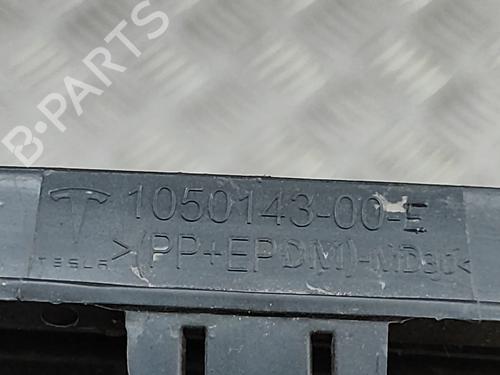 B-PARTS
1050143-00-E
TESLA >(PP+EPDM)-MD30<